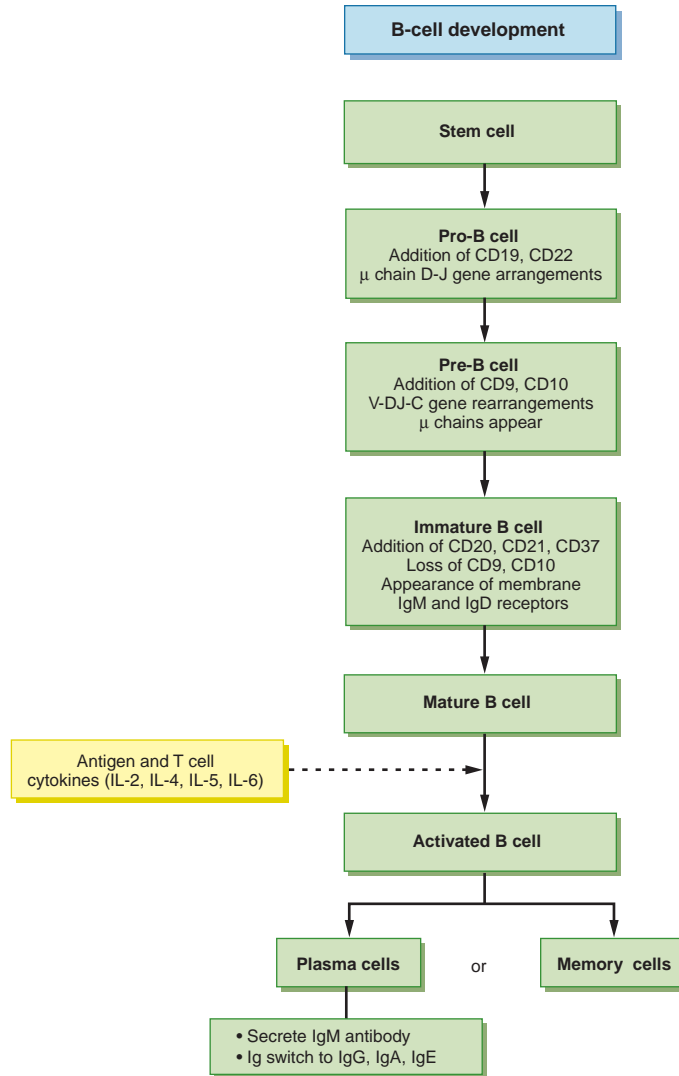 B-cell development
Stem cell
Pro-B cell
Addition of CD19, CD22
μ chain D-J gene arrangements
Pre-B cell
Addition of CD9, CD10
V-DJ-C gene rearrangements
μ chains appear
Immature B cell
Addition of CD20, CD21, CD37
Loss of CD9, CD10
Appearance of membrane
IgM and IgD receptors
Mature B cell
Antigen and T cell
cytokines (IL-2, IL-4, IL-5, IL-6)
Activated B cell
Plasma cells or Memory cells
• Secrete IgM antibody
• Ig switch to IgG, IgA, IgE